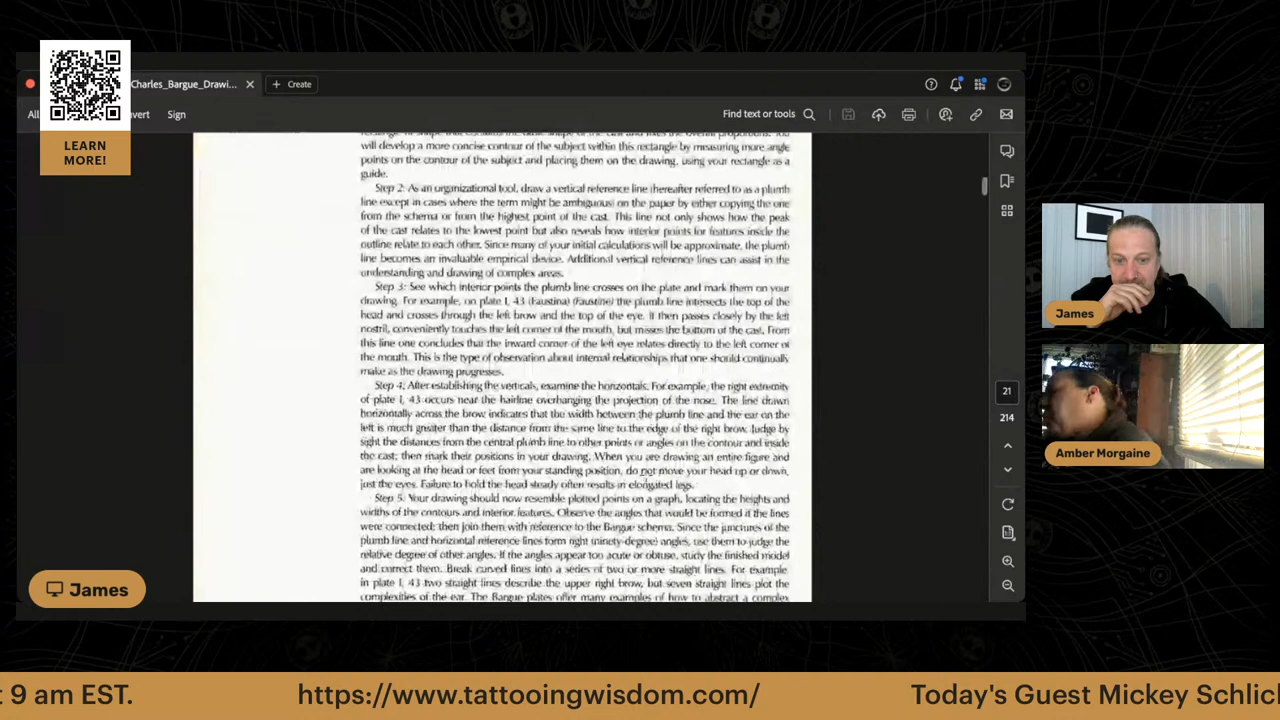 LEARN
MORE!
Charles_Bargue_Drawi...
Create
All
nvert
Sign
Find text or tools
will develop a more concise contour of the subject within this rectangle by measuring more angle
points on the contour of the subject and placing them on the drawing, using your rectangle as a
guide.
Step 2: As an organizational tool, draw a vertical reference line (hereafter referred to as a plumb
line except in cases where the term might be ambiguous) on the paper by either copying the one
from the schema or from the highest point of the cast. This line not only shows how the peak
of the cast relates to the lowest point but also reveals how interior points for features inside the
outline relate to each other. Since many of your initial calculations will be approximate, the plumb
line becomes an invaluable empirical device. Additional vertical reference lines can assist in the
understanding and drawing of complex areas.
Step 3: See which interior points the plumb line crosses on the plate and mark them on your
drawing. For example, on plate I, 43 (Faustina) (Faustine) the plumb line intersects the top of the
head and crosses through the left brow and the top of the eye. It then passes closely by the left
nostril, conveniently touches the left corner of the mouth, but misses the bottom of the cast. From
this line one concludes that the inward corner of the left eye relates directly to the left corner of
the mouth. This is the type of observation about internal relationships that one should continually
make as the drawing progresses.
Step 4: After establishing the verticals, examine the horizontals. For example, the right extremity
of plate I, 43 occurs near the hairline overhanging the projection of the nose. The line drawn
horizontally across the brow indicates that the width between the plumb line and the ear on the
left is much greater than the distance from the same line to the edge of the right brow. Judge by
sight the distances from the central plumb line to other points or angles on the contour and inside
the cast; then mark their positions in your drawing. When you are drawing an entire figure and
are looking at the head or feet from your standing position, do not move your head up or down,
just the eyes. Failure to hold the head steady often results in elongated legs.
Step 5: Your drawing should now resemble plotted points on a graph, locating the heights and
widths of the contours and interior features. Observe the angles that would be formed if the lines
were connected; then join them with reference to the Bargue schema. Since the junctures of the
plumb line and horizontal reference lines form right (ninety-degree) angles, use them to judge the
relative degree of other angles. If the angles appear too acute or obtuse, study the finished model
and correct them. Break curved lines into a series of two or more straight lines. For example
in plate I, 43 two straight lines describe the upper right brow, but seven straight lines plot the
complexities of the ear. The Bargue plates offer many examples of how to abstract a complex
21
214
James
Amber Morgaine
James
9 am EST.
https://www.tattooingwisdom.com/
Today's Guest Mickey Schlick